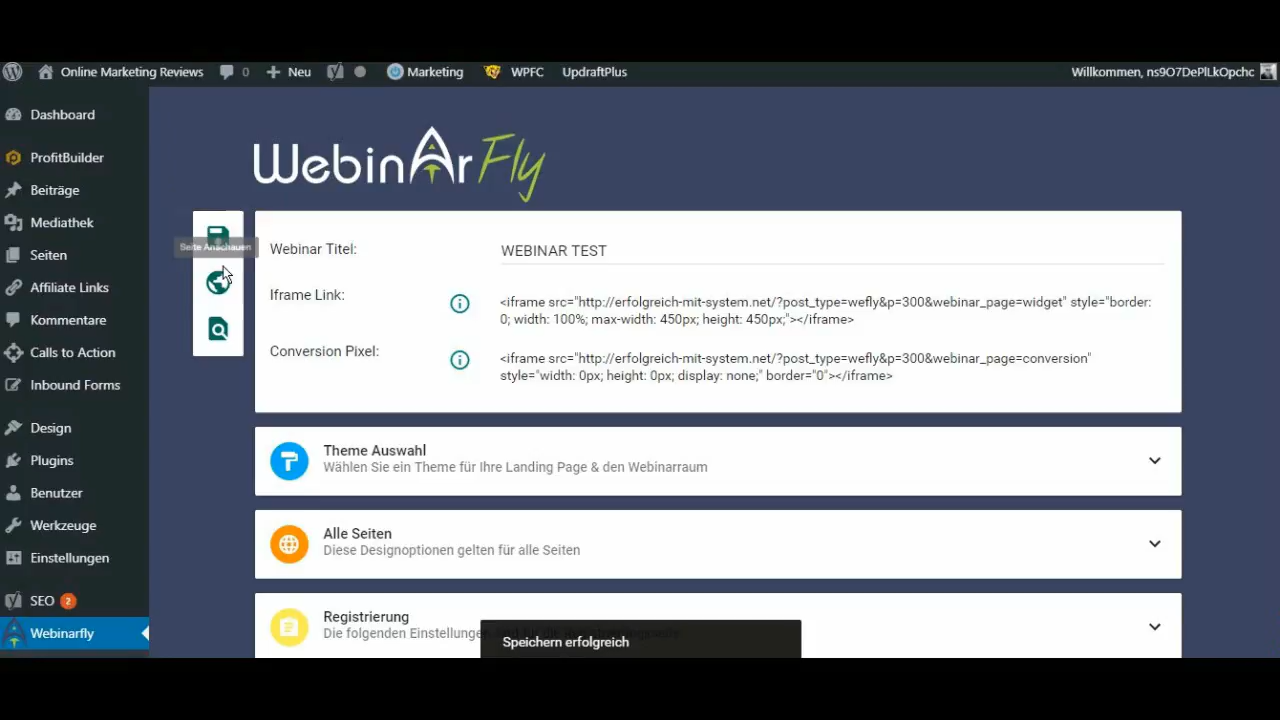 Online Marketing Reviews 0 Neu Marketing WPFC UpdraftPlus Willkommen, ns9O7DePlLkOpchc
Dashboard
ProfitBuilder
Beiträge
Mediathek
Seiten
Affiliate Links
Kommentare
Calls to Action
Inbound Forms
Design
Plugins
Benutzer
Werkzeuge
Einstellungen
SEO 2
Webinarfly
WebinArFly
Seite Anschauen
Webinar Titel: WEBINAR TEST
Iframe Link: <iframe src="http://erfolgreich-mit-system.net/?post_type=wefly&p=300&webinar_page=widget" style="border:
0; width: 100%; max-width: 450px; height: 450px;"></iframe>
Conversion Pixel: <iframe src="http://erfolgreich-mit-system.net/?post_type=wefly&p=300&webinar_page=conversion"
style="width: 0px; height: 0px; display: none;" border="0"></iframe>
Theme Auswahl
Wählen Sie ein Theme für Ihre Landing Page & den Webinarraum
Alle Seiten
Diese Designoptionen gelten für alle Seiten
Registrierung
Die folgenden Einstellungen
Speichern erfolgreich